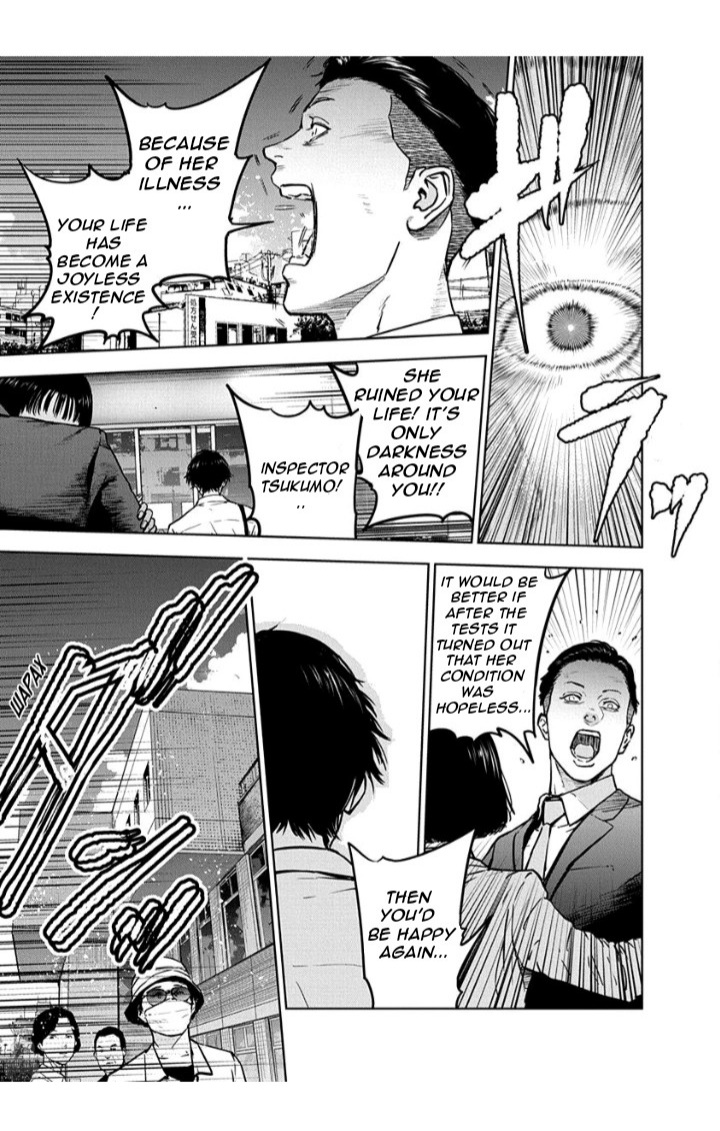 BECAUSE
OF HER
ILLNESS
...
YOUR LIFE
HAS
BECOME A
JOYLESS
EXISTENCE
!
SHE
RUINED YOUR
LIFE! IT'S
ONLY
DARKNESS
AROUND
YOU!!
INSPECTOR
TSUKUMO!
..
IT WOULD BE
BETTER IF
AFTER THE
TESTS IT
TURNED OUT
THAT HER
CONDITION
WAS
HOPELESS...
THEN
YOU'D
BE HAPPY
AGAIN...
ШАРАХ